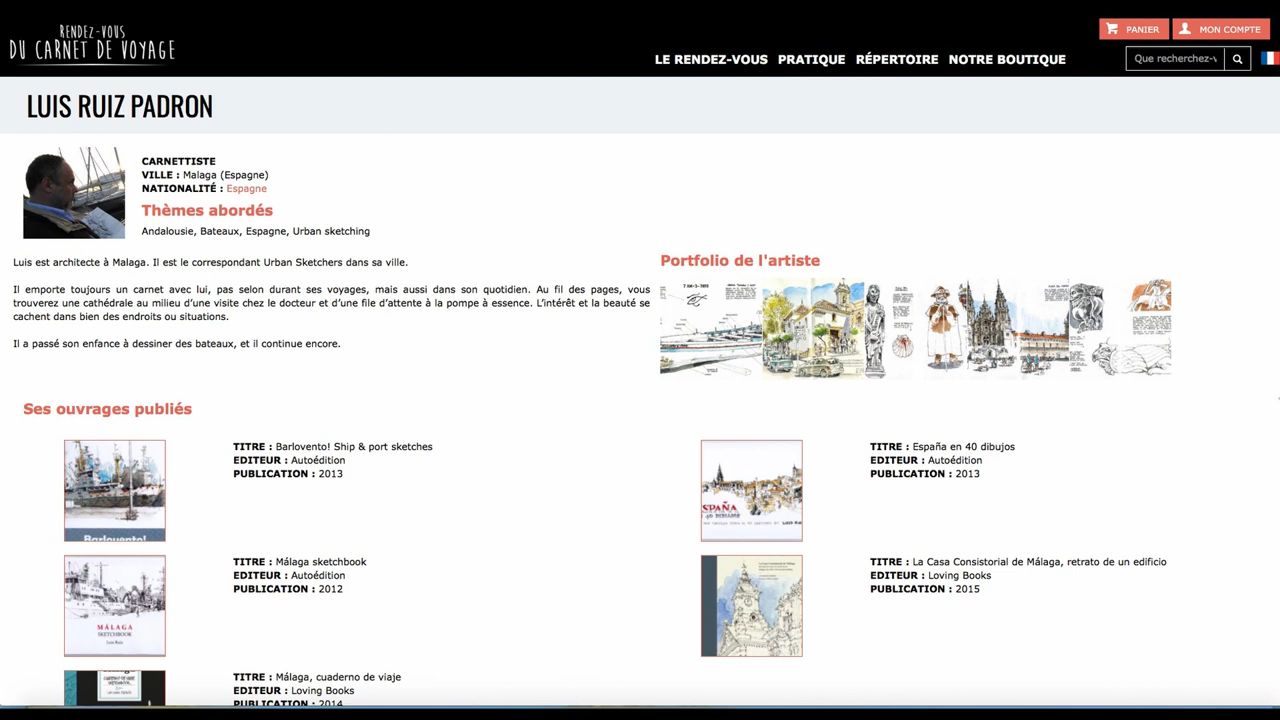 RENDEZ-VOUS
DU CARNET DE VOYAGE
PANIER
MON COMPTE
LE RENDEZ-VOUS PRATIQUE RÉPERTOIRE NOTRE BOUTIQUE
Que recherchez-v
LUIS RUIZ PADRON
CARNETTISTE
VILLE : Malaga (Espagne)
NATIONALITÉ : Espagne
Thèmes abordés
Andalousie, Bateaux, Espagne, Urban sketching
Luis est architecte à Malaga. Il est le correspondant Urban Sketchers dans sa ville.
Il emporte toujours un carnet avec lui, pas selon durant ses voyages, mais aussi dans son quotidien. Au fil des pages, vous
trouverez une cathédrale au milieu d’une visite chez le docteur et d’une file d’attente à la pompe à essence. L’intérêt et la beauté se
cachent dans bien des endroits ou situations.
Il a passé son enfance à dessiner des bateaux, et il continue encore.
Portfolio de l'artiste
Ses ouvrages publiés
TITRE : Barlovento! Ship & port sketches
EDITEUR : Autoédition
PUBLICATION : 2013
Barlovento!
TITRE : España en 40 dibujos
EDITEUR : Autoédition
PUBLICATION : 2013
SPAÑA
TITRE : Málaga sketchbook
EDITEUR : Autoédition
PUBLICATION : 2012
MÁLAGA
SKETCHBOOK
Luis Ruiz
TITRE : La Casa Consistorial de Málaga, retrato de un edificio
EDITEUR : Loving Books
PUBLICATION : 2015
TITRE : Málaga, cuaderno de viaje
EDITEUR : Loving Books
PUBLICATION : 2014